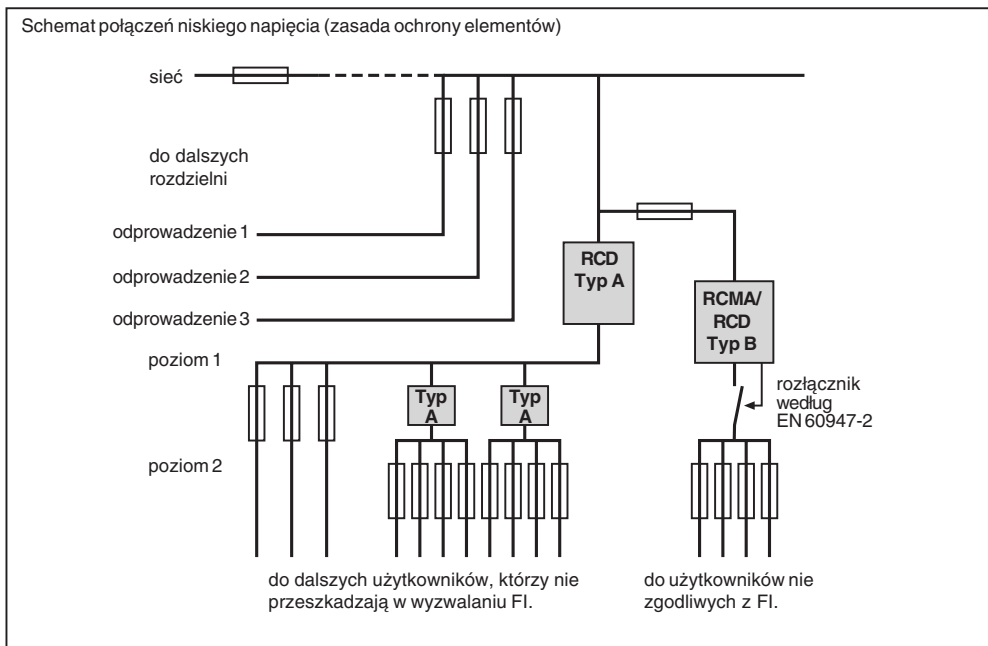 Schemat połączeń niskiego napięcia (zasada ochrony elementów)
sieć
do dalszych
rozdzielni
odprowadzenie 1
odprowadzenie 2
odprowadzenie 3
poziom 1
poziom 2
RCD
Typ A
RCMA/
RCD
Typ B
Typ
A
Typ
A
rozłącznik
według
EN 60947-2
do dalszych użytkowników, którzy nie
przeszkadzają w wyzwalaniu FI.
do użytkowników nie
zgodliwych z FI.